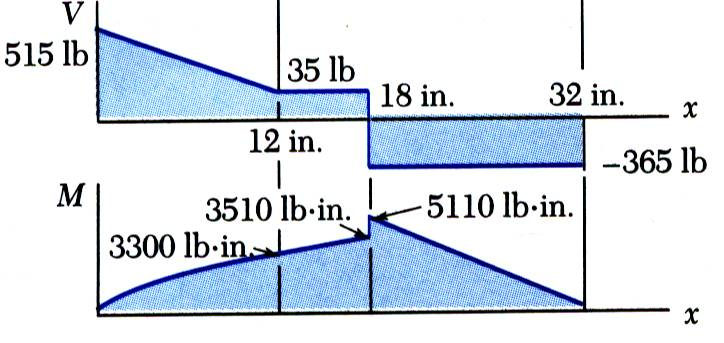 V
515 lb
35 lb
18 in.
32 in.
x
12 in.
−365 lb
M
3510 lb·in.
5110 lb·in.
3300 lb·in.
x